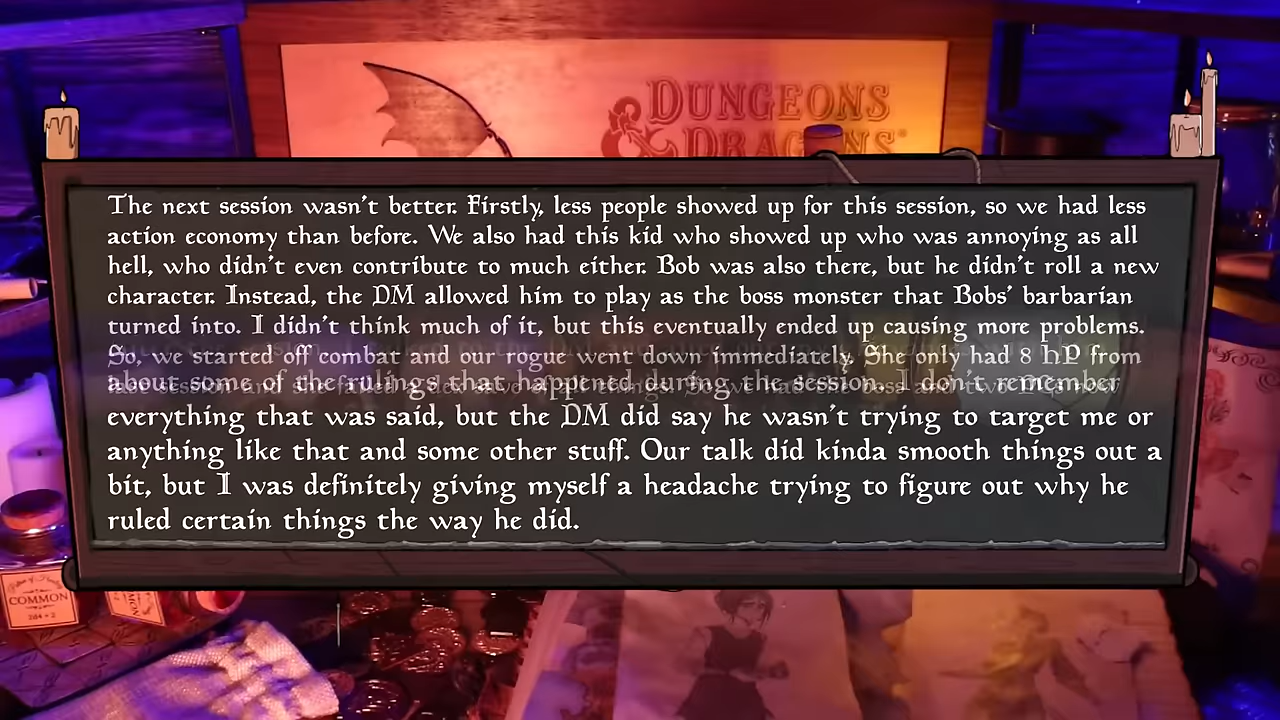 DUNGEONS
& DRAGONS
The next session wasn't better. Firstly, less people showed up for this session, so we had less
action economy than before. We also had this kid who showed up who was annoying as all
hell, who didn't even contribute to much either. Bob was also there, but he didn't roll a new
character. Instead, the DM allowed him to play as the boss monster that Bobs' barbarian
turned into. I didn't think much of it, but this eventually ended up causing more problems.
So, we started off combat and our rogue went down immediately. She only had 8 HP from
about some of the rulings that happened during the session. I don't remember
last session and she failed
everything that was said, but the DM did say he wasn't trying to target me or
anything like that and some other stuff. Our talk did kinda smooth things out a
bit, but I was definitely giving myself a headache trying to figure out why he
ruled certain things the way he did.
COMMON